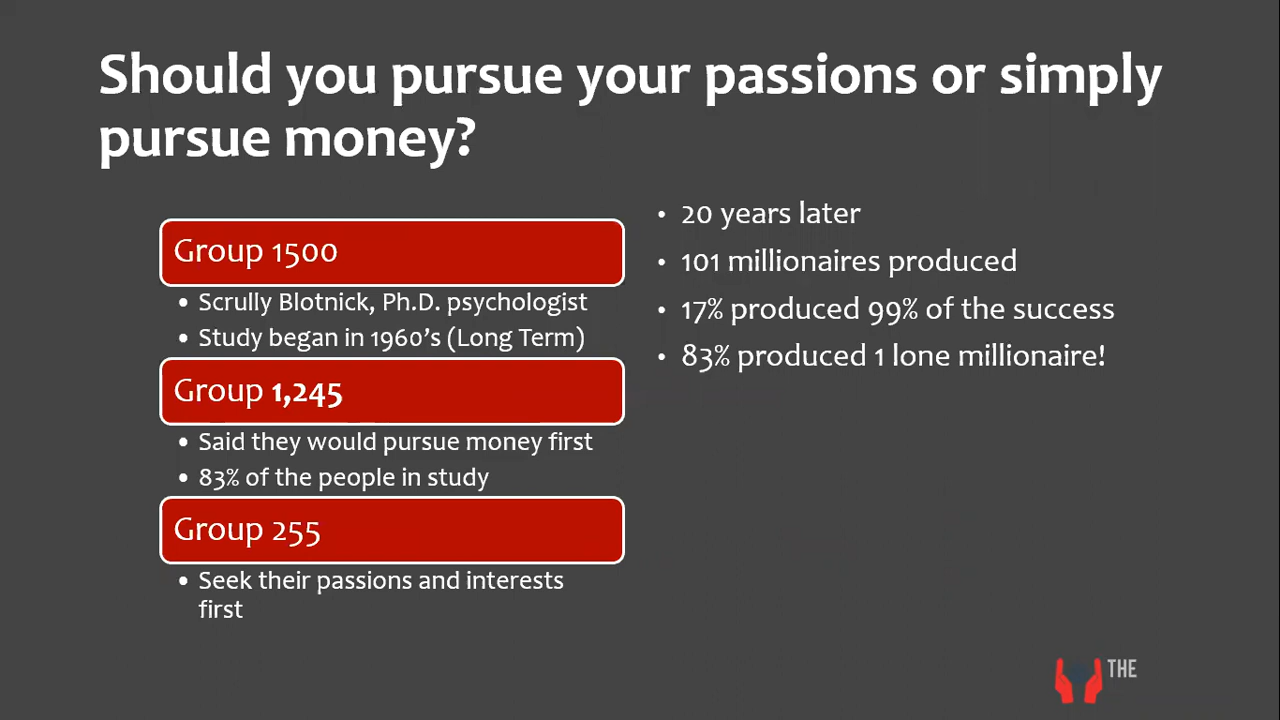 Should you pursue your passions or simply
pursue money?
Group 1500
• Scrully Blotnick, Ph.D. psychologist
• Study began in 1960's (Long Term)
Group 1,245
• Said they would pursue money first
• 83% of the people in study
Group 255
• Seek their passions and interests
first
• 20 years later
• 101 millionaires produced
• 17% produced 99% of the success
• 83% produced 1 lone millionaire!
THE